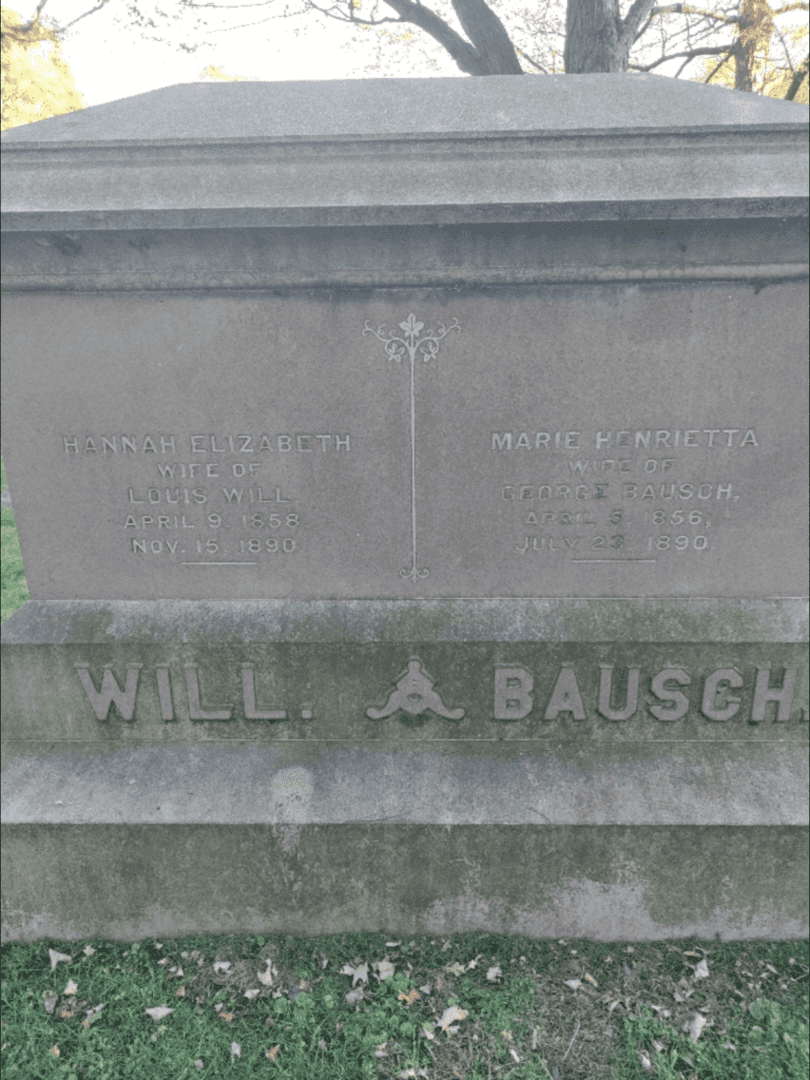 HANNAH ELIZABETH
WIFE OF
LOUIS WILL.
APRIL 9. 1858.
NOV. 15. 1890.
MARIE HENRIETTA
WIFE OF
GEORGE BAUSCH.
APRIL 5. 1856,
JULY 23. 1890.
WILL. BAUSCH.